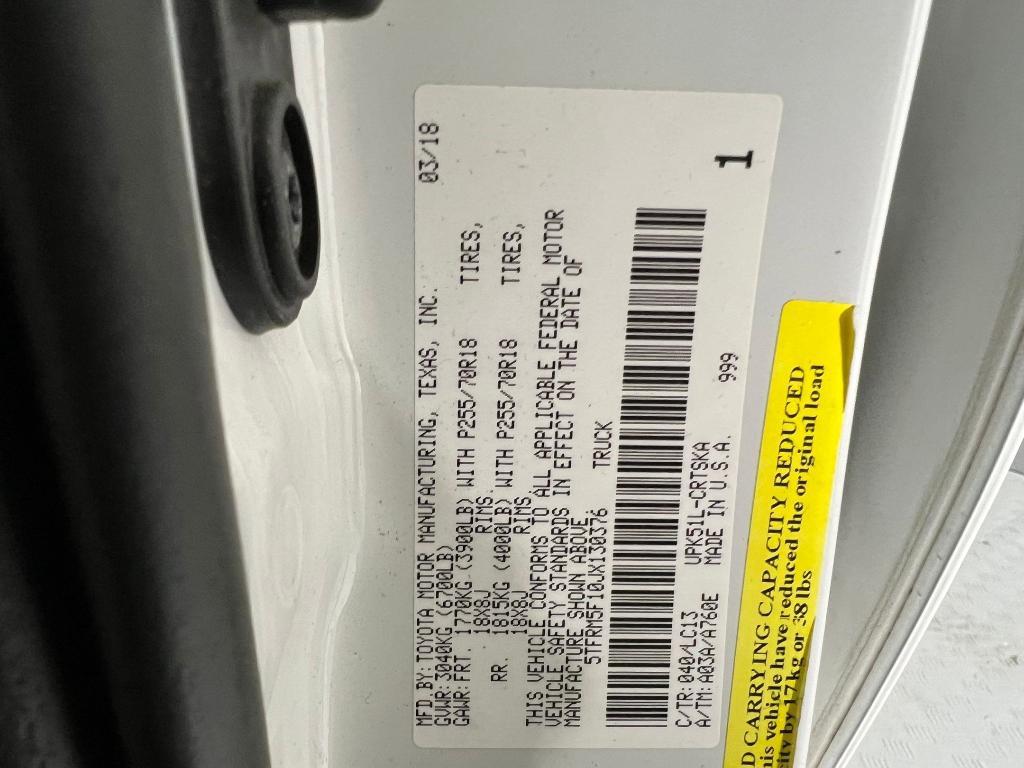 MFD. BY: TOYOTA MOTOR MANUFACTURING, TEXAS, INC. 03/18
GVWR: 3040KG (6700LB)
GAWR: FRT. 1770KG (3900LB) WITH P255/70R18 TIRES,
18X8J RIMS.
RR. 1815KG (4000LB) WITH P255/70R18 TIRES,
18X8J RIMS.
THIS VEHICLE CONFORMS TO ALL APPLICABLE FEDERAL MOTOR
VEHICLE SAFETY STANDARDS IN EFFECT ON THE DATE OF
MANUFACTURE SHOWN ABOVE
5TFRM5F10JX130376 TRUCK
C/TR: 040/LC13 UPK51L-CRTSKA
A/TM: A03A/A760E MADE IN U.S.A. 999
1
D CARRYING CAPACITY REDUCED
his vehicle have reduced the original load
city by 17 kg or 38 lbs